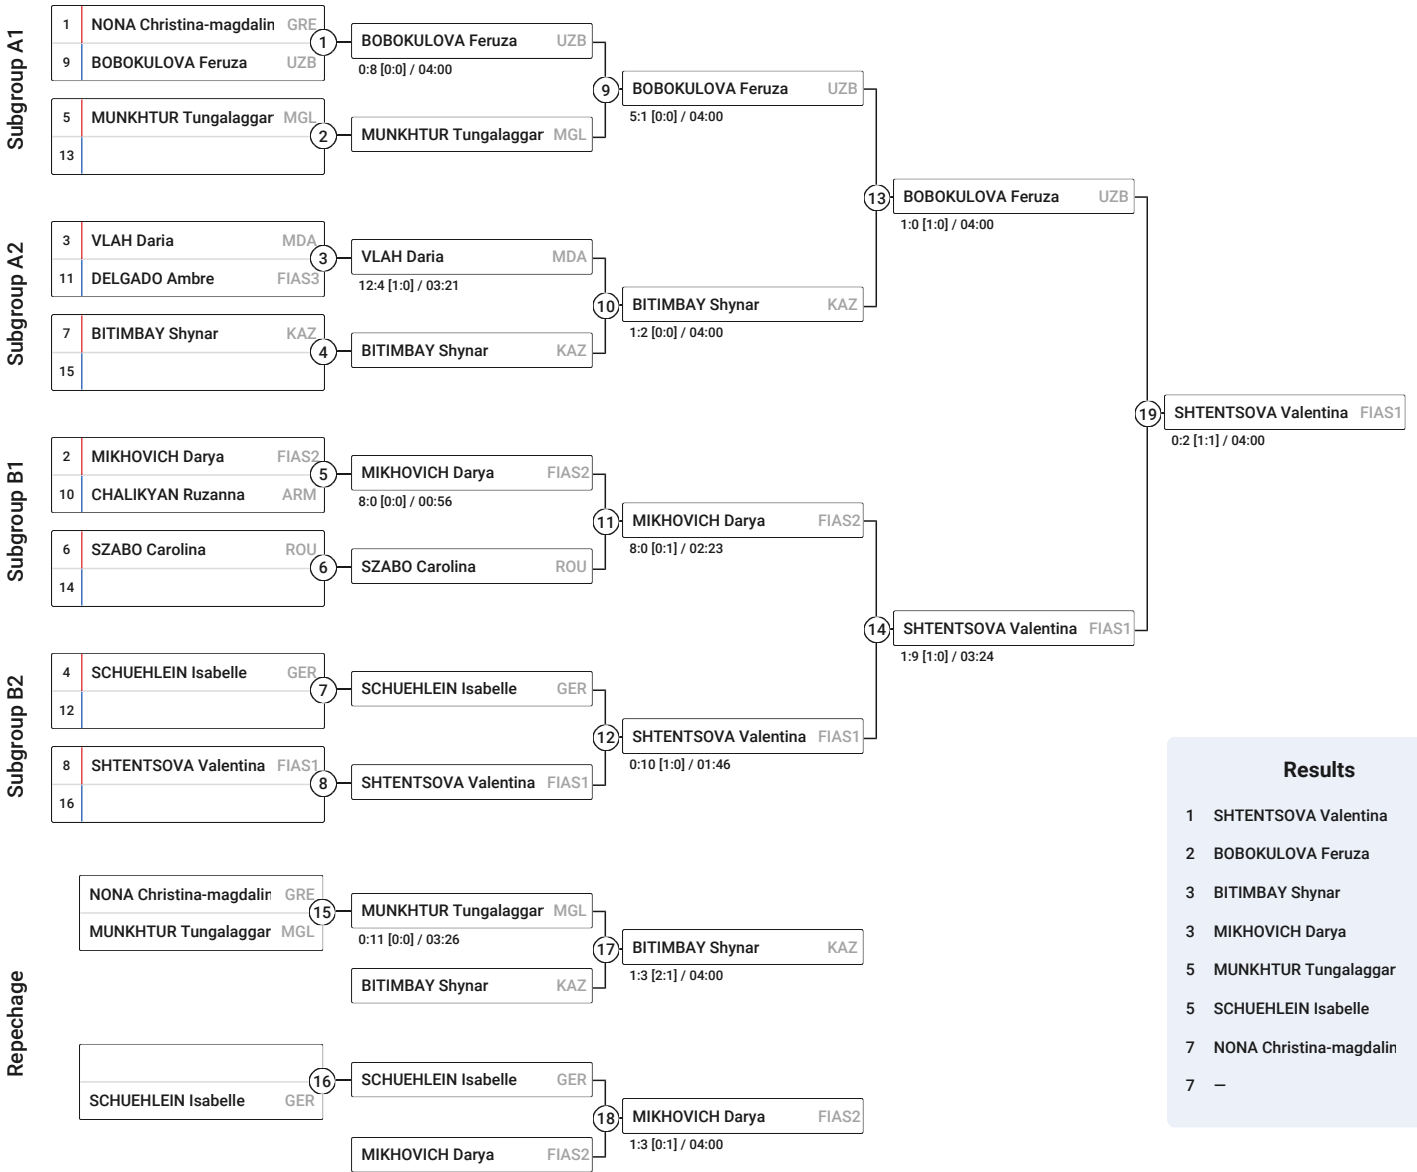 Subgroup A1
1 NONA Christina-magdalin GRE
9 BOBOKULOVA Feruza UZB
1
BOBOKULOVA Feruza UZB
0:8 [0:0] / 04:00
5 MUNKHTUR Tungalaggar MGL
13
2
MUNKHTUR Tungalaggar MGL
9
BOBOKULOVA Feruza UZB
5:1 [0:0] / 04:00
Subgroup A2
3 VLAH Daria MDA
11 DELGADO Ambre FIAS3
3
VLAH Daria MDA
12:4 [1:0] / 03:21
7 BITIMBAY Shynar KAZ
15
4
BITIMBAY Shynar KAZ
10
BITIMBAY Shynar KAZ
1:2 [0:0] / 04:00
13
BOBOKULOVA Feruza UZB
1:0 [1:0] / 04:00
Subgroup B1
2 MIKHOVICH Darya FIAS2
10 CHALIKYAN Ruzanna ARM
5
MIKHOVICH Darya FIAS2
8:0 [0:0] / 00:56
6 SZABO Carolina ROU
14
6
SZABO Carolina ROU
11
MIKHOVICH Darya FIAS2
8:0 [0:1] / 02:23
Subgroup B2
4 SCHUEHLEIN Isabelle GER
12
7
SCHUEHLEIN Isabelle GER
8 SHTENTSOVA Valentina FIAS1
16
8
SHTENTSOVA Valentina FIAS1
12
SHTENTSOVA Valentina FIAS1
0:10 [1:0] / 01:46
14
SHTENTSOVA Valentina FIAS1
1:9 [1:0] / 03:24
19
SHTENTSOVA Valentina FIAS1
0:2 [1:1] / 04:00
Repechage
NONA Christina-magdalin GRE
MUNKHTUR Tungalaggar MGL
15
MUNKHTUR Tungalaggar MGL
0:11 [0:0] / 03:26
BITIMBAY Shynar KAZ
17
BITIMBAY Shynar KAZ
1:3 [2:1] / 04:00
SCHUEHLEIN Isabelle GER
16
SCHUEHLEIN Isabelle GER
MIKHOVICH Darya FIAS2
18
MIKHOVICH Darya FIAS2
1:3 [0:1] / 04:00
Results
1 SHTENTSOVA Valentina
2 BOBOKULOVA Feruza
3 BITIMBAY Shynar
3 MIKHOVICH Darya
5 MUNKHTUR Tungalaggar
5 SCHUEHLEIN Isabelle
7 NONA Christina-magdalin
7 —